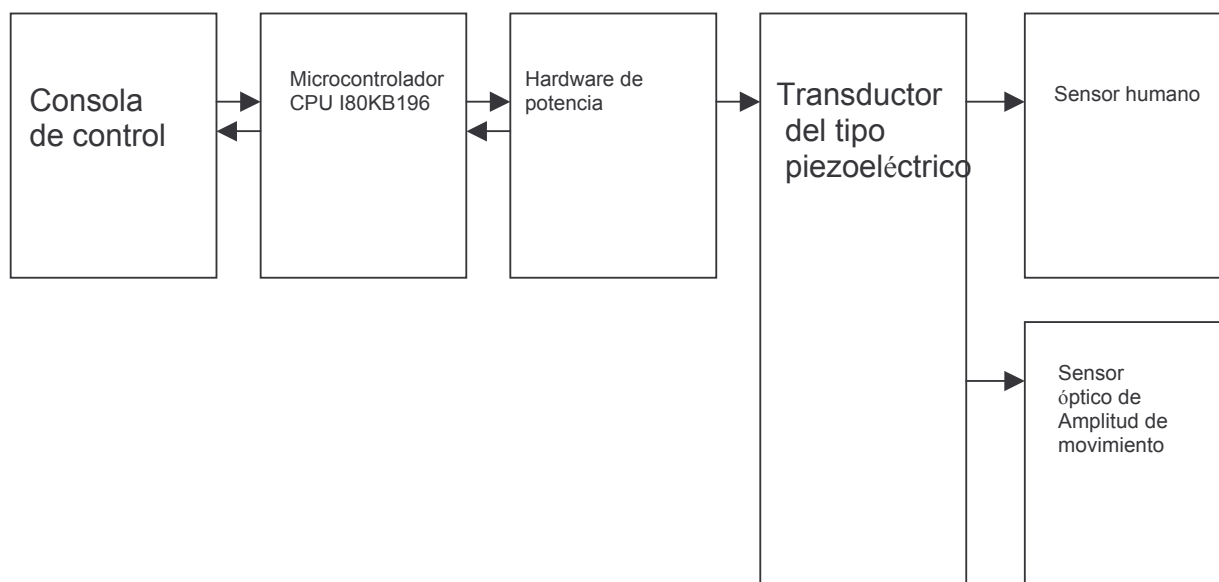 Consola
de control
Microcontrolador
CPU I80KB196
Hardware de
potencia
Transductor
del tipo
piezoeléctrico
Sensor humano
Sensor
óptico de
Amplitud de
movimiento